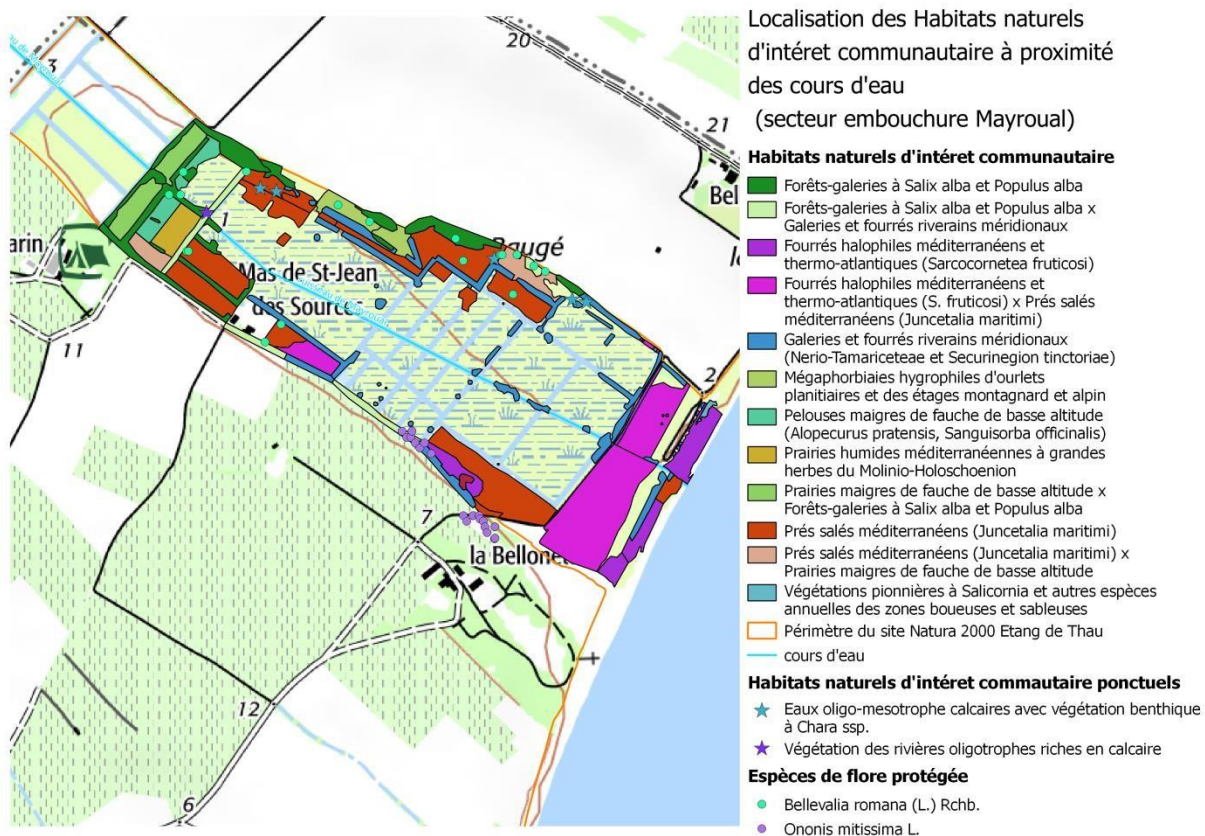 Localisation des Habitats naturels
d'intéret communautaire à proximité
des cours d'eau
(secteur embouchure Mayroual)
Habitats naturels d'intéret communautaire
Forêts-galeries à Salix alba et Populus alba
Forêts-galeries à Salix alba et Populus alba x
Galeries et fourrés riverains méridionaux
Fourrés halophiles méditerranéens et
thermo-atlantiques (Sarcocornetea fruticosi)
Fourrés halophiles méditerranéens et
thermo-atlantiques (S. fruticosi) x Prés salés
méditerranéens (Juncetalia maritimi)
Galeries et fourrés riverains méridionaux
(Nerio-Tamariceteae et Securinegion tinctoriae)
Mégaphorbiaies hygrophiles d'ourlets
planitiaires et des étages montagnard et alpin
Pelouses maigres de fauche de basse altitude
(Alopecurus pratensis, Sanguisorba officinalis)
Prairies humides méditerranéennes à grandes
herbes du Molinio-Holoschoenion
Prairies maigres de fauche de basse altitude x
Forêts-galeries à Salix alba et Populus alba
Prés salés méditerranéens (Juncetalia maritimi)
Prés salés méditerranéens (Juncetalia maritimi) x
Prairies maigres de fauche de basse altitude
Végétations pionnières à Salicornia et autres espèces
annuelles des zones boueuses et sableuses
Périmètre du site Natura 2000 Etang de Thau
cours d'eau
Habitats naturels d'intéret commautaire ponctuels
Eaux oligo-mesotrophe calcaires avec végétation benthique
à Chara ssp.
Végétation des rivières oligotrophes riches en calcaire
Espèces de flore protégée
Bellevalia romana (L.) Rchb.
Ononis mitissima L.
20
3
21
Bel
la
1
arin
Baugé
Mas de St-Jean
des Source
11
2
7
la Bellonet
12
6